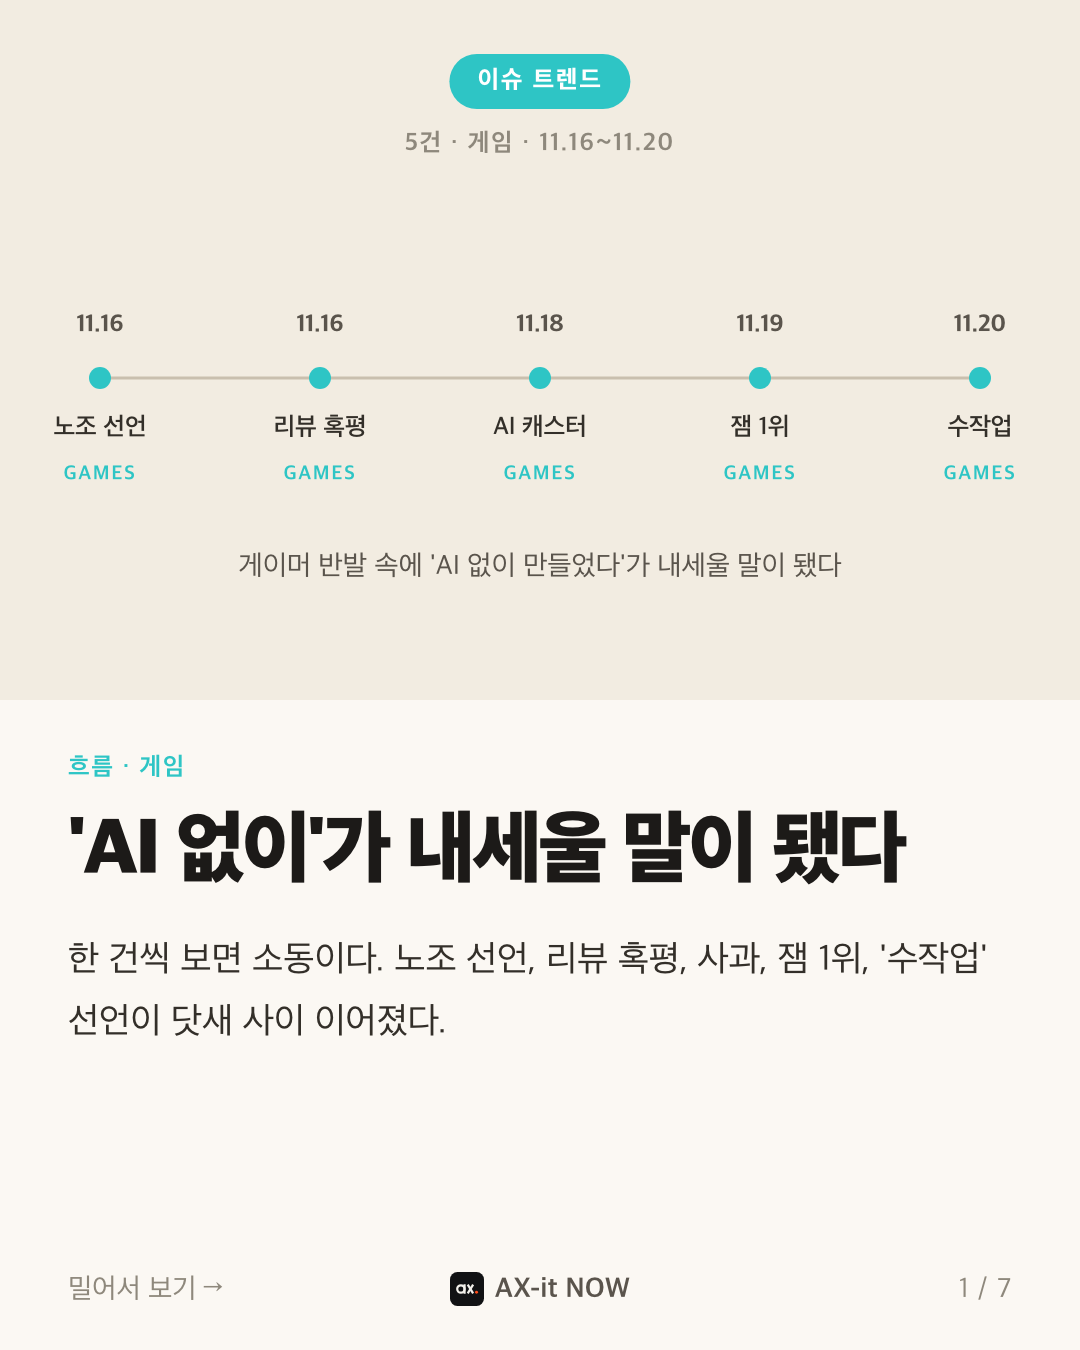 이슈 트렌드
5건 · 게임 · 11.16~11.20
11.16 11.16 11.18 11.19 11.20
노조 선언 리뷰 혹평 AI 캐스터 잼 1위 수작업
GAMES GAMES GAMES GAMES GAMES
게이머 반발 속에 'AI 없이 만들었다'가 내세울 말이 됐다
흐름 · 게임
'AI 없이'가 내세울 말이 됐다
한 건씩 보면 소동이다. 노조 선언, 리뷰 혹평, 사과, 잼 1위, '수작업'
선언이 닷새 사이 이어졌다.
밀어서 보기 → ax. AX-it NOW 1 / 7